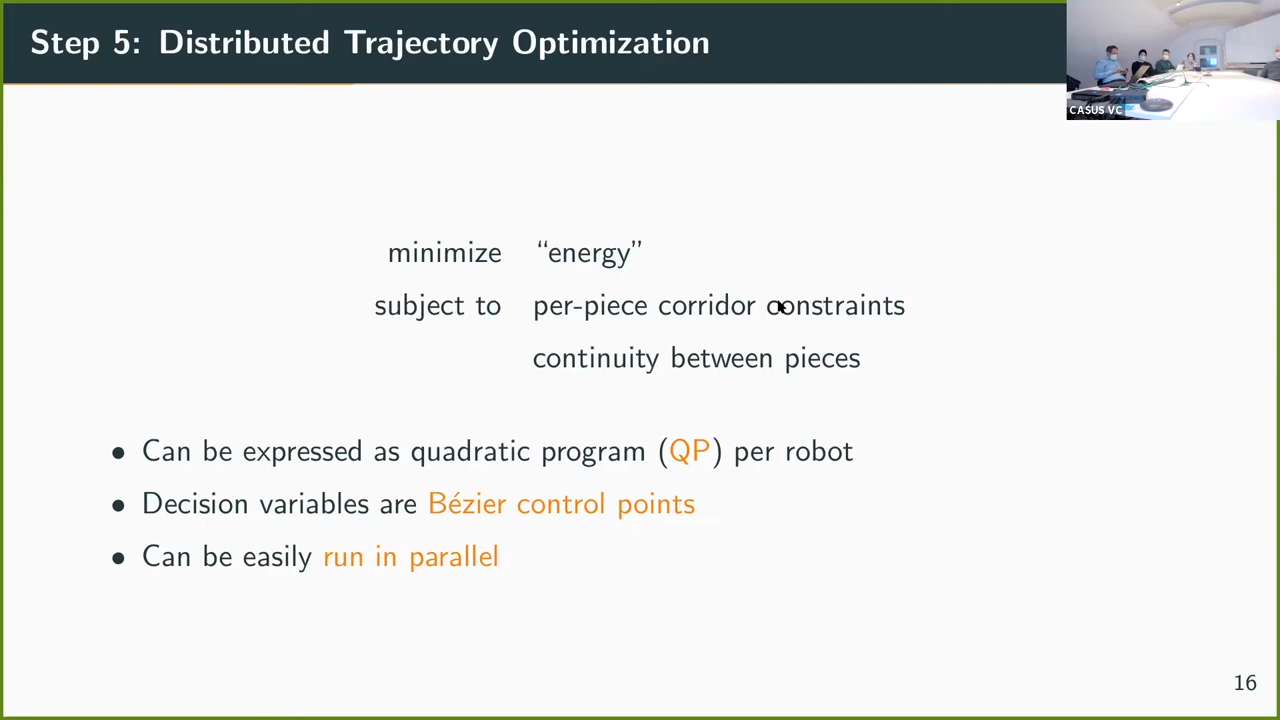 Step 5: Distributed Trajectory Optimization
CASUS VC
minimize “energy”
subject to per-piece corridor constraints
continuity between pieces
• Can be expressed as quadratic program (QP) per robot
• Decision variables are Bézier control points
• Can be easily run in parallel
16